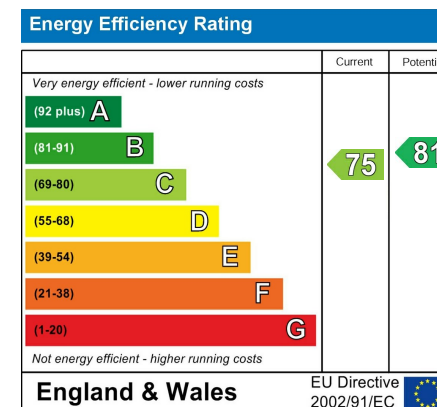 Energy Efficiency Rating
Current Potenti
Very energy efficient - lower running costs
(92 plus) A
(81-91) B
(69-80) C
75 81
(55-68) D
(39-54) E
(21-38) F
(1-20) G
Not energy efficient - higher running costs
England & Wales
EU Directive
2002/91/EC